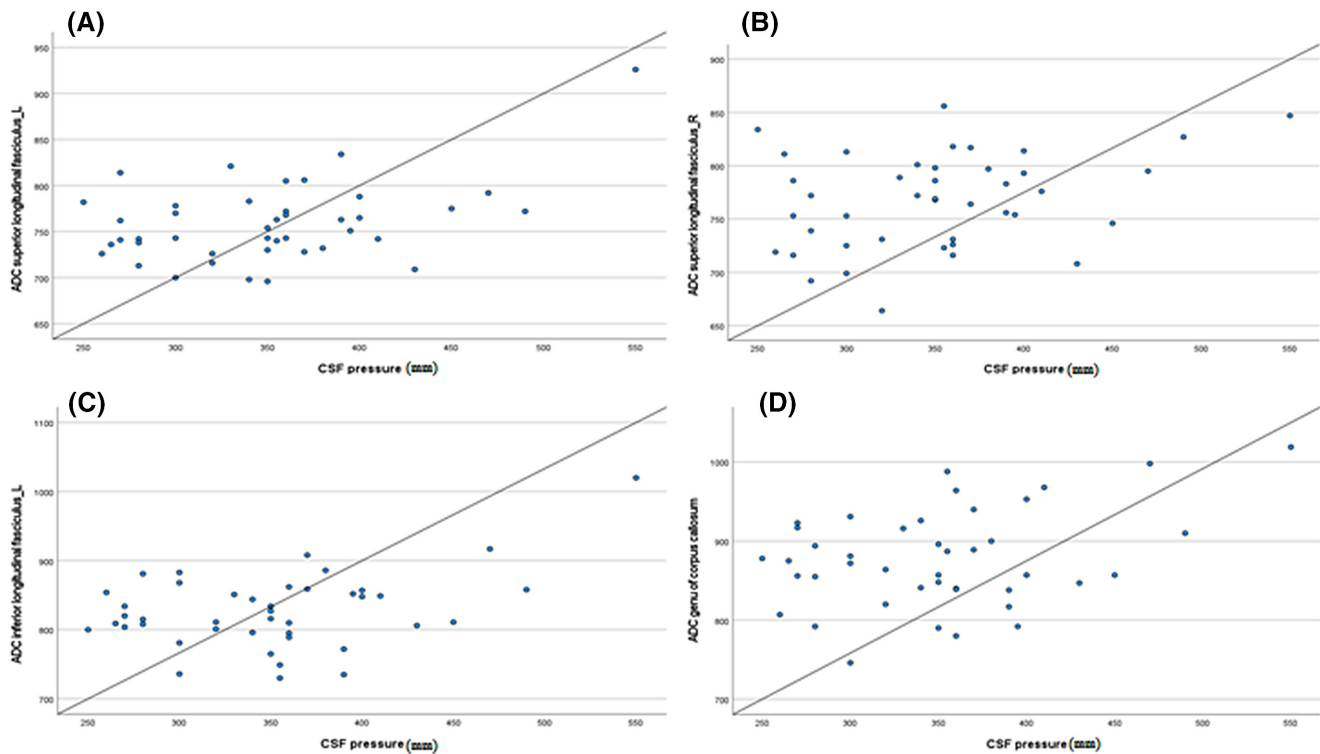 (A)
ADC superior longitudinal fasciculus_L
950
900
850
800
750
700
650
250 300 350 400 450 500 550
CSF pressure (mm)
(B)
ADC superior longitudinal fasciculus_R
900
850
800
750
700
650
250 300 350 400 450 500 550
CSF pressure (mm)
(C)
ADC inferior longitudinal fasciculus_L
1100
1000
900
800
700
250 300 350 400 450 500 550
CSF pressure (mm)
(D)
ADC genu of corpus callosum
1000
900
800
700
250 300 350 400 450 500 550
CSF pressure (mm)